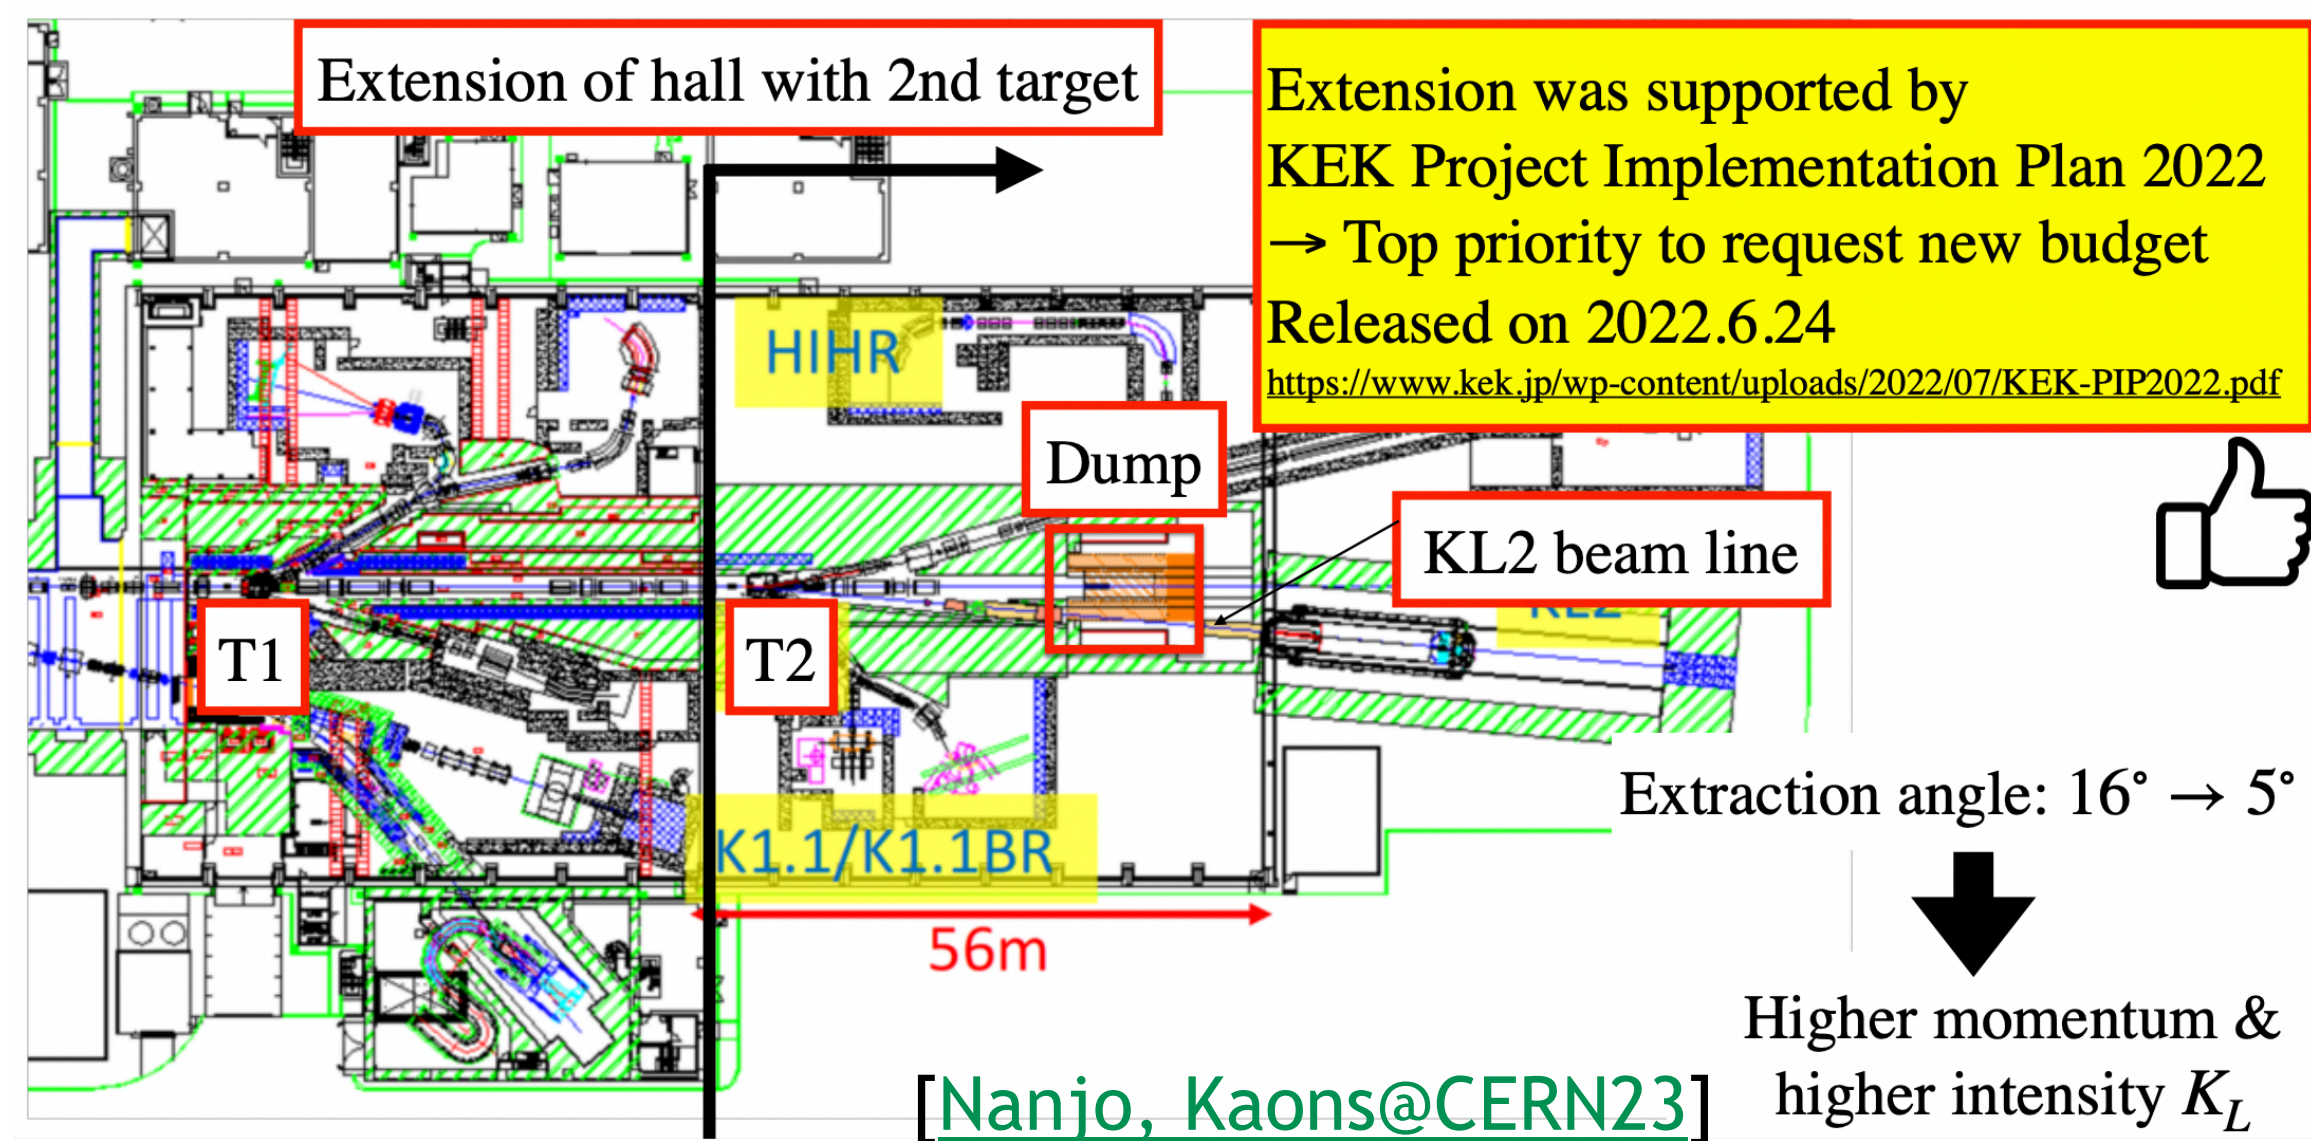 Extension of hall with 2nd target
Extension was supported by
KEK Project Implementation Plan 2022
→ Top priority to request new budget
Released on 2022.6.24
https://www.kek.jp/wp-content/uploads/2022/07/KEK-PIP2022.pdf
HIHR
Dump
KL2 beam line
T1
T2
Extraction angle: 16° → 5°
K1.1/K1.1BR
56m
Higher momentum &
higher intensity K_L
[Nanjo, Kaons@CERN23]